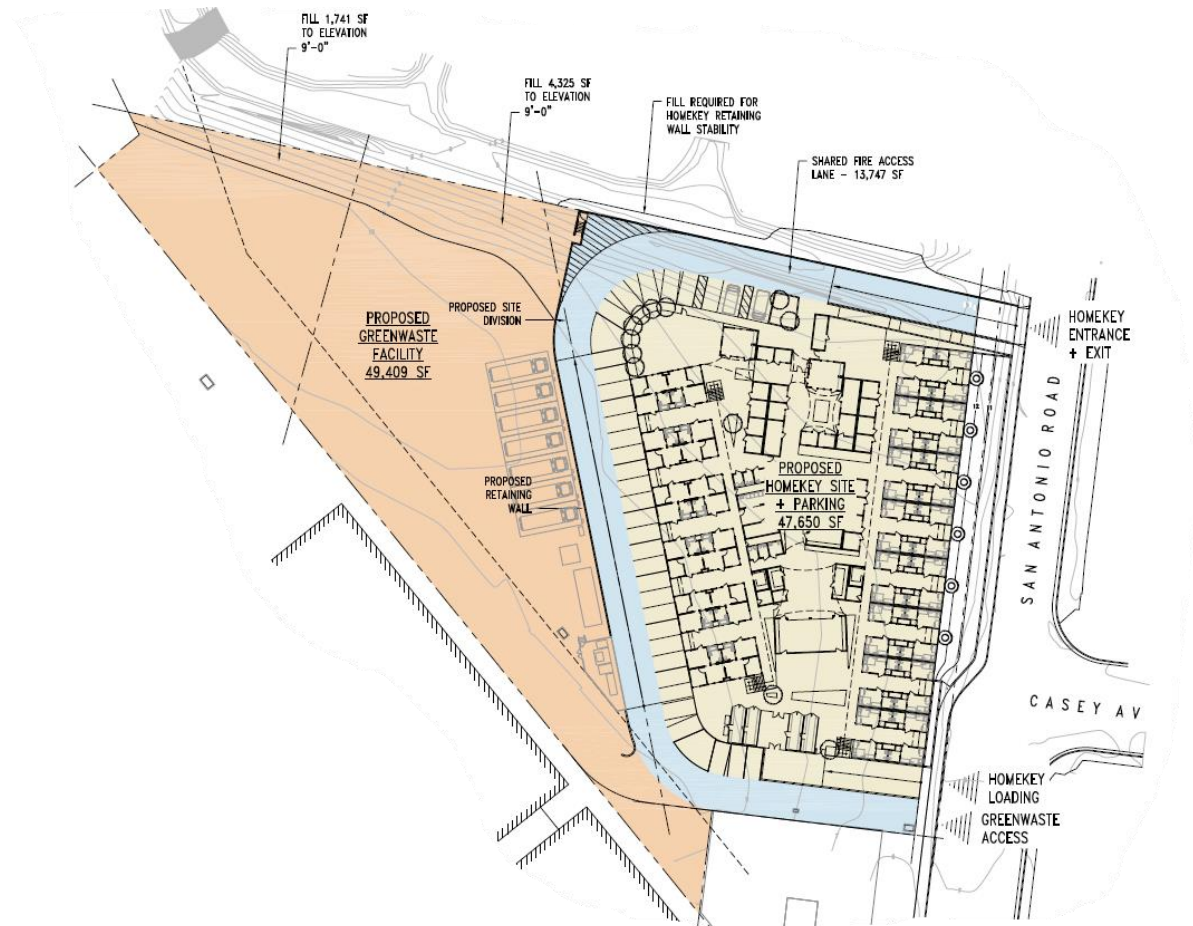 FILL 1,741 SF
TO ELEVATION
9'-0"
FILL 4,325 SF
TO ELEVATION
9'-0"
FILL REQUIRED FOR
HOMEKEY RETAINING
WALL STABILITY
SHARED FIRE ACCESS
LANE - 13,747 SF
PROPOSED SITE
DIVISION
PROPOSED
GREENWASTE
FACILITY
49,409 SF
HOMEKEY
ENTRANCE
+ EXIT
PROPOSED
RETAINING
WALL
PROPOSED
HOMEKEY SITE
+ PARKING
47,650 SF
SAN ANTONIO ROAD
CASEY AV
HOMEKEY
LOADING
GREENWASTE
ACCESS